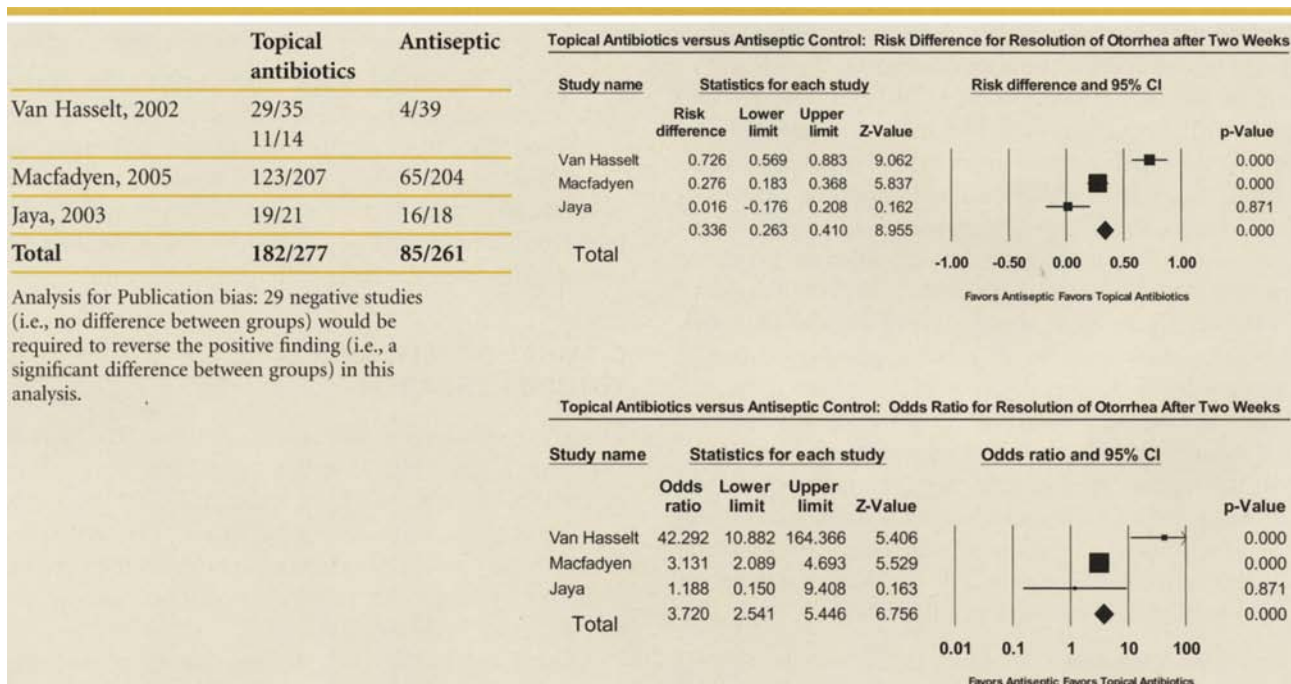 Topical Antiseptic
antibiotics
Van Hasselt, 2002 29/35 4/39
11/14
Macfadyen, 2005 123/207 65/204
Jaya, 2003 19/21 16/18
Total 182/277 85/261
Analysis for Publication bias: 29 negative studies
(i.e., no difference between groups) would be
required to reverse the positive finding (i.e., a
significant difference between groups) in this
analysis.
Topical Antibiotics versus Antiseptic Control: Risk Difference for Resolution of Otorrhea after Two Weeks
Study name Statistics for each study Risk difference and 95% CI
Risk Lower Upper
difference limit limit Z-Value p-Value
Van Hasselt 0.726 0.569 0.883 9.062 0.000
Macfadyen 0.276 0.183 0.368 5.837 0.000
Jaya 0.016 -0.176 0.208 0.162 0.871
0.336 0.263 0.410 8.955 0.000
Total
-1.00 -0.50 0.00 0.50 1.00
Favors Antiseptic Favors Topical Antibiotics
Topical Antibiotics versus Antiseptic Control: Odds Ratio for Resolution of Otorrhea After Two Weeks
Study name Statistics for each study Odds ratio and 95% CI
Odds Lower Upper
ratio limit limit Z-Value p-Value
Van Hasselt 42.292 10.882 164.366 5.406 0.000
Macfadyen 3.131 2.089 4.693 5.529 0.000
Jaya 1.188 0.150 9.408 0.163 0.871
3.720 2.541 5.446 6.756 0.000
Total
0.01 0.1 1 10 100
Favors Antiseptic Favors Topical Antibiotics